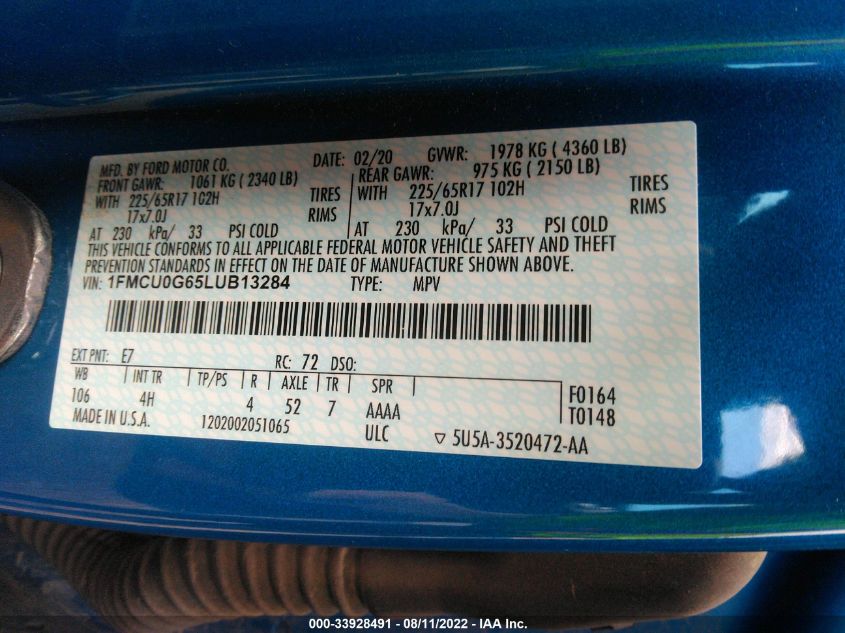 MFD. BY FORD MOTOR CO. DATE: 02/20 GVWR: 1978 KG ( 4360 LB)
FRONT GAWR: 1061 KG ( 2340 LB) REAR GAWR: 975 KG ( 2150 LB)
WITH 225/65R17 102H TIRES WITH 225/65R17 102H TIRES
17x7.0J RIMS 17x7.0J RIMS
AT 230 kPa/ 33 PSI COLD AT 230 kPa/ 33 PSI COLD
THIS VEHICLE CONFORMS TO ALL APPLICABLE FEDERAL MOTOR VEHICLE SAFETY AND THEFT
PREVENTION STANDARDS IN EFFECT ON THE DATE OF MANUFACTURE SHOWN ABOVE.
VIN: 1FMCU0G65LUB13284 TYPE: MPV
EXT PNT: E7 RC: 72 DSO:
WB INT TR TP/PS R AXLE TR SPR
106 4H 4 52 7 AAAA F0164
MADE IN U.S.A. 1202002051065 ULC T0148
5U5A-3520472-AA
000-33928491 - 08/11/2022 - IAA Inc.